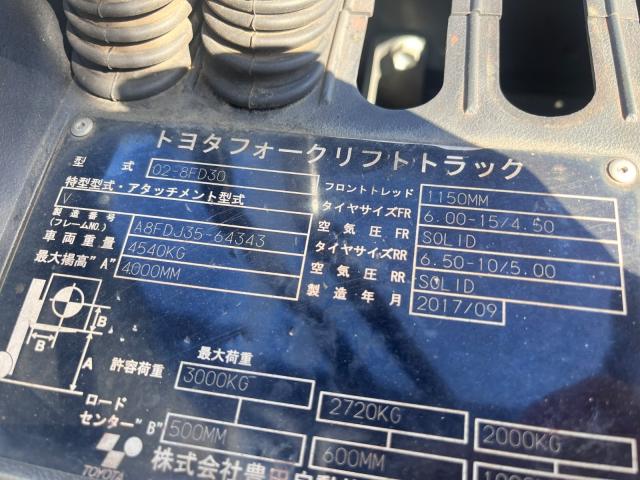 トヨタフォークリフトトラック
型式 02-8FD30
特型型式・アタッチメント型式
V
製造番号(フレームNO.) A8FDJ35-64343
車両重量 4540KG
最大揚高"A" 4000MM
フロントトレッド 1150MM
タイヤサイズFR 6.00-15/4.50
空気圧 FR SOLID
タイヤサイズRR 6.50-10/5.00
空気圧 RR SOLID
製造年月 2017/09
B
B
A
最大荷重
許容荷重 3000KG 2720KG 2000KG
ロードセンター"B" 500MM 600MM
TOYOTA
株式会社豊田自動